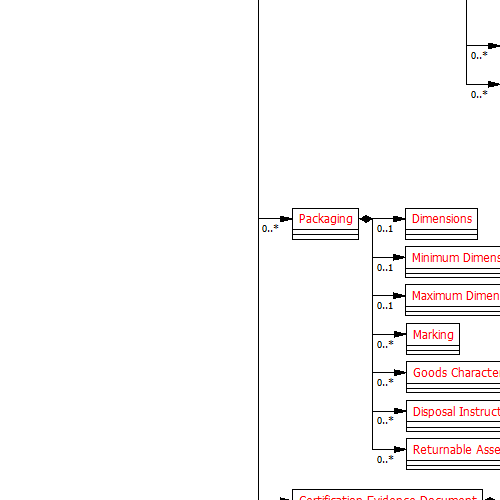 0..*
0..*
Packaging
0..*
Dimensions
0..1
Minimum Dimens
0..1
Maximum Dimen
0..1
Marking
0..*
Goods Characte
0..*
Disposal Instruct
0..*
Returnable Asse
0..*
Certification Evidence Document